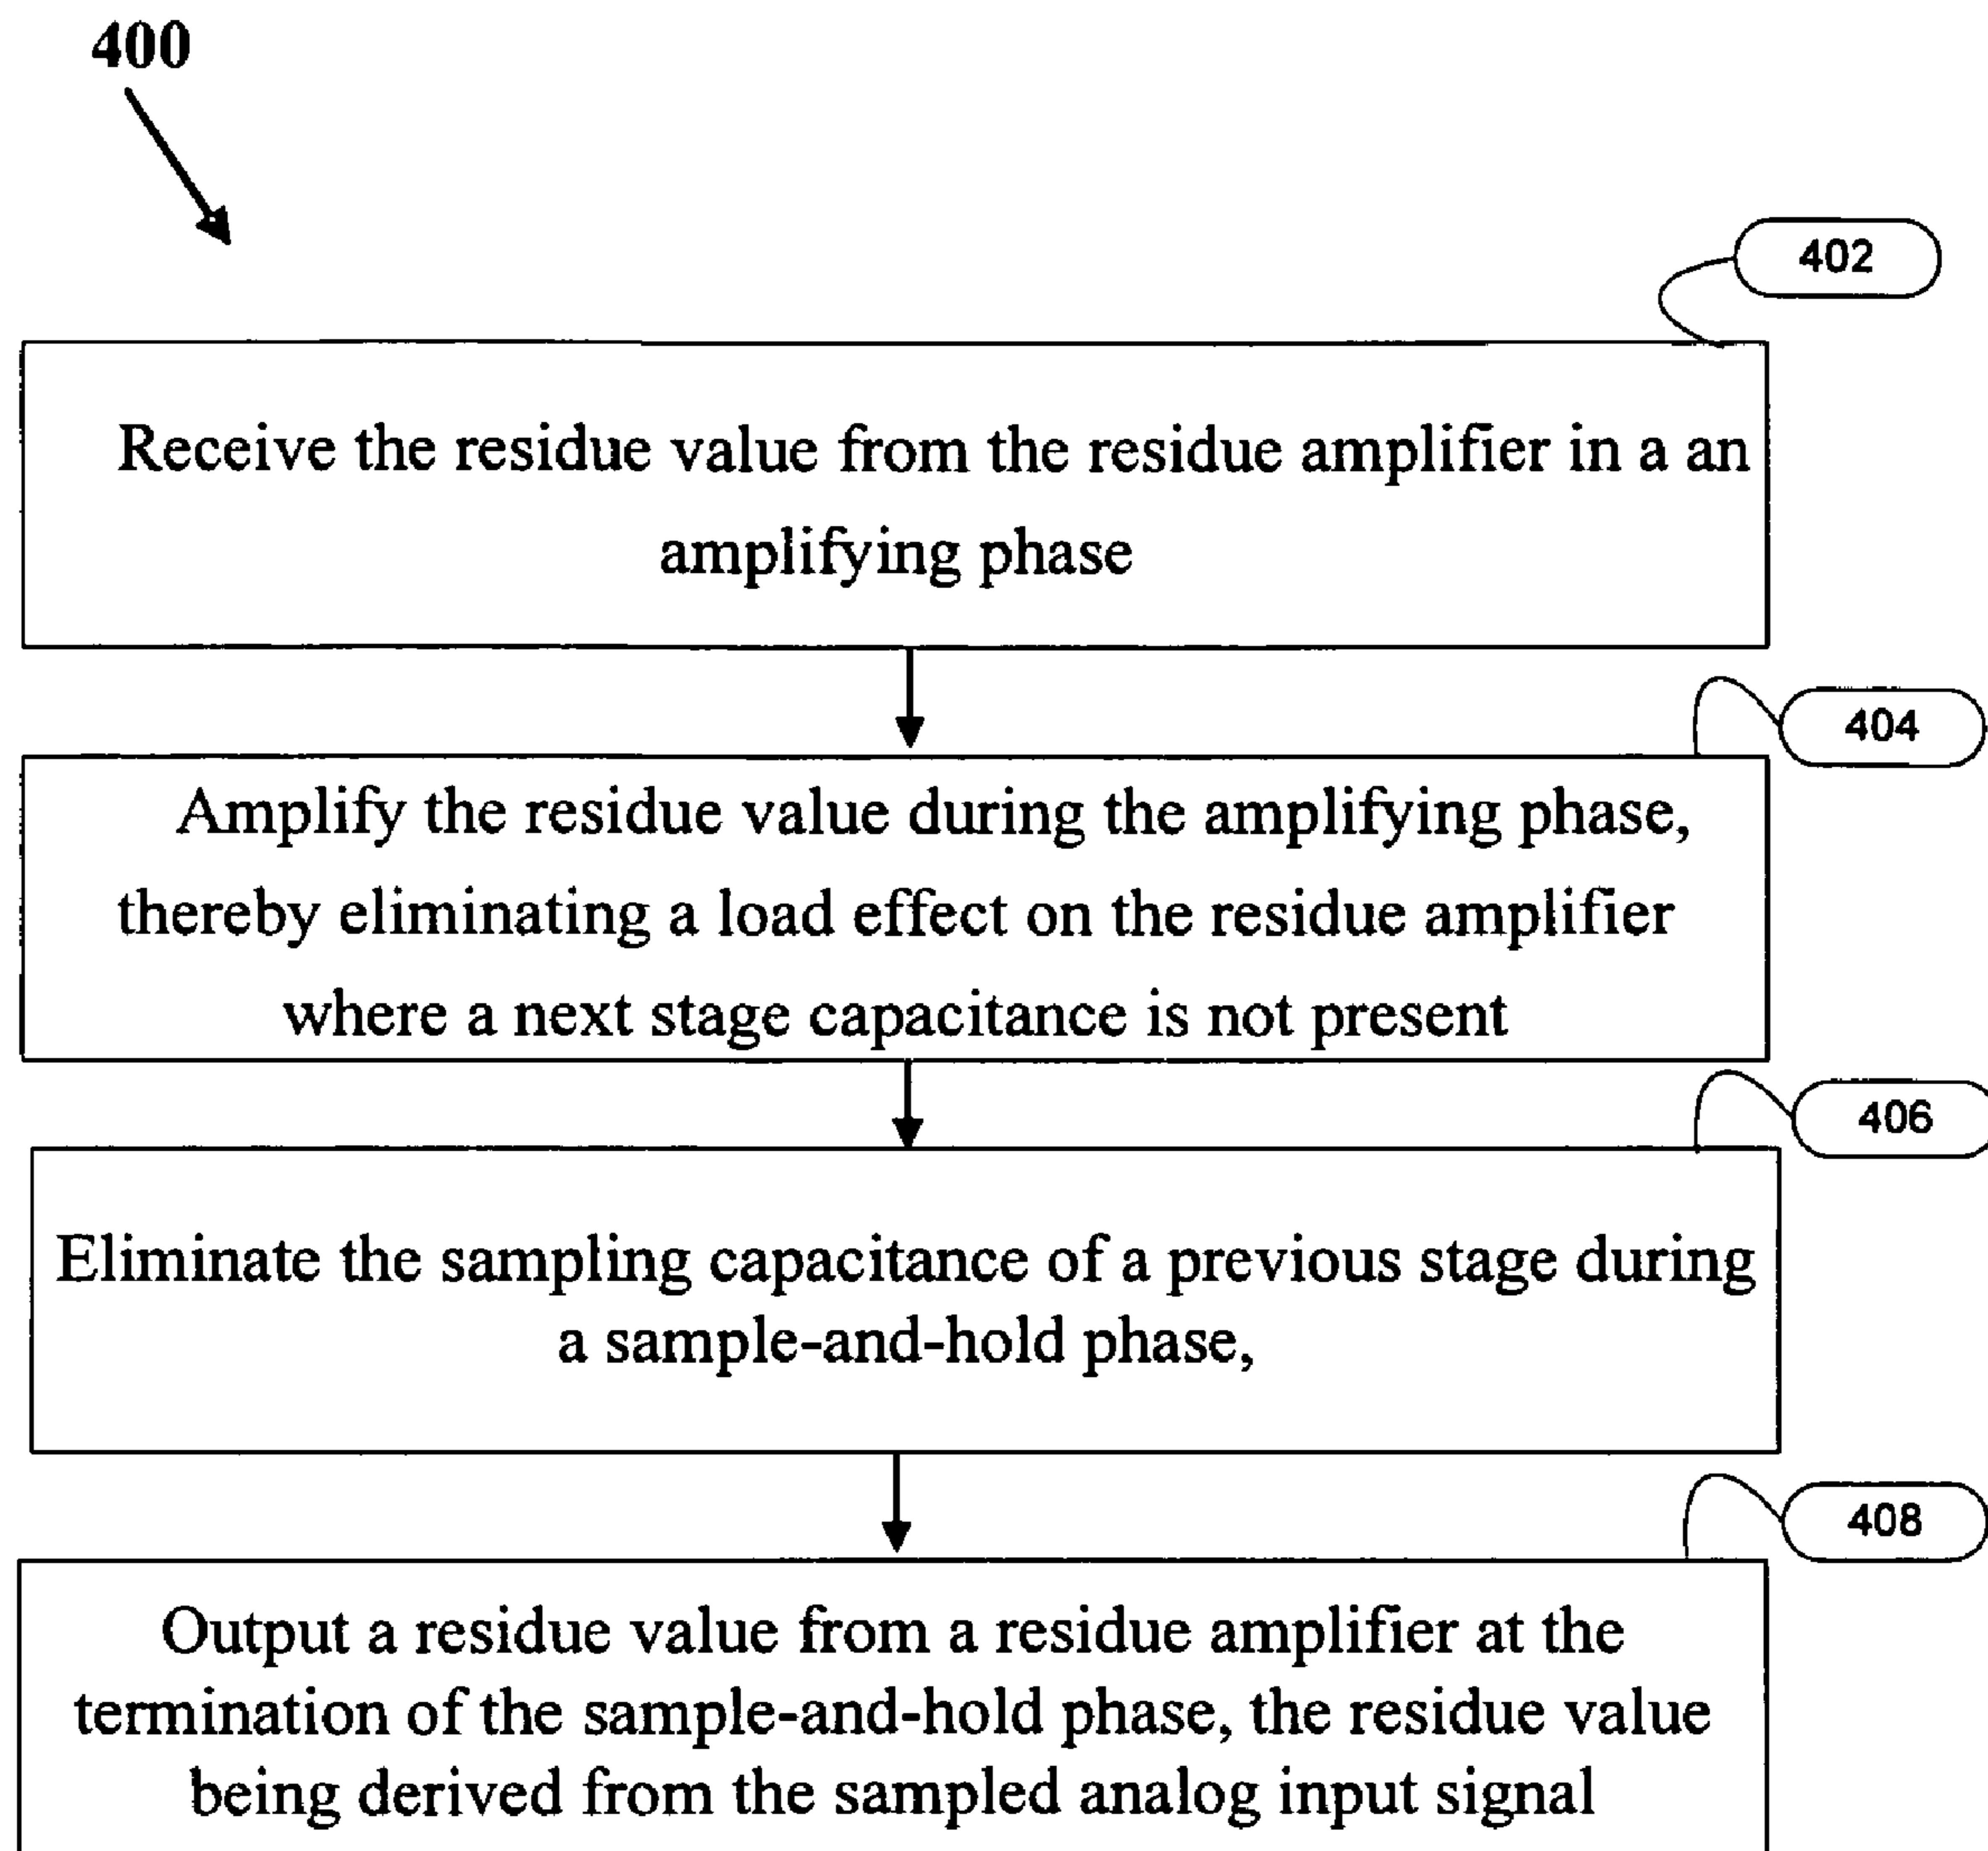 400
402
Receive the residue value from the residue amplifier in a an
amplifying phase
404
Amplify the residue value during the amplifying phase,
thereby eliminating a load effect on the residue amplifier
where a next stage capacitance is not present
406
Eliminate the sampling capacitance of a previous stage during
a sample-and-hold phase,
408
Output a residue value from a residue amplifier at the
termination of the sample-and-hold phase, the residue value
being derived from the sampled analog input signal